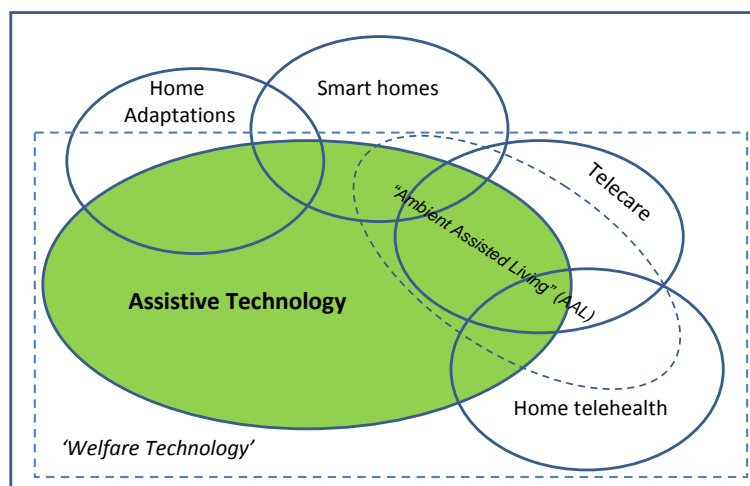 Home
Adaptations
Smart homes
Telecare
“Ambient Assisted Living” (AAL)
Assistive Technology
Home telehealth
‘Welfare Technology’